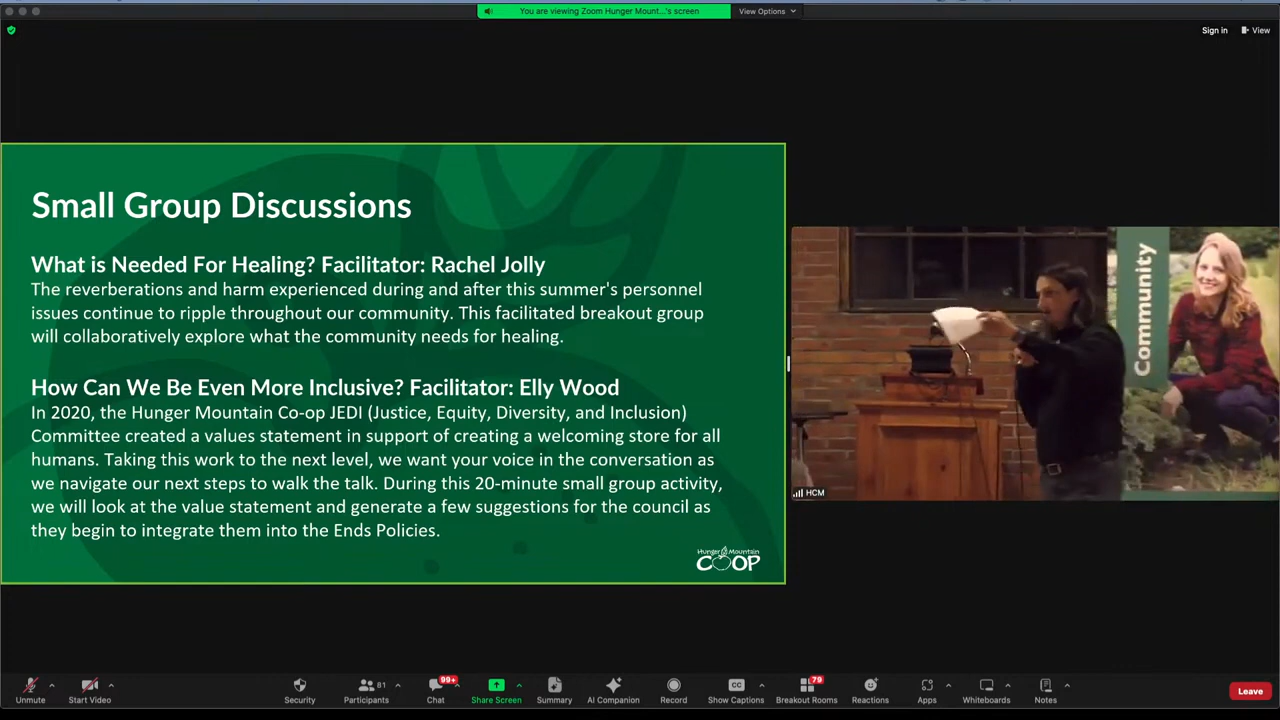 You are viewing Zoom Hunger Mount...'s screen
View Options
Sign in
View
Small Group Discussions
What is Needed For Healing? Facilitator: Rachel Jolly
The reverberations and harm experienced during and after this summer's personnel
issues continue to ripple throughout our community. This facilitated breakout group
will collaboratively explore what the community needs for healing.
How Can We Be Even More Inclusive? Facilitator: Elly Wood
In 2020, the Hunger Mountain Co-op JEDI (Justice, Equity, Diversity, and Inclusion)
Committee created a values statement in support of creating a welcoming store for all
humans. Taking this work to the next level, we want your voice in the conversation as
we navigate our next steps to walk the talk. During this 20-minute small group activity,
we will look at the value statement and generate a few suggestions for the council as
they begin to integrate them into the Ends Policies.
Hunger Mountain
COOP
Community
HCM
Unmute
Start Video
Security
81
Participants
99+
Chat
Share Screen
Summary
AI Companion
Record
CC
Show Captions
79
Breakout Rooms
Reactions
Apps
Whiteboards
Notes
Leave